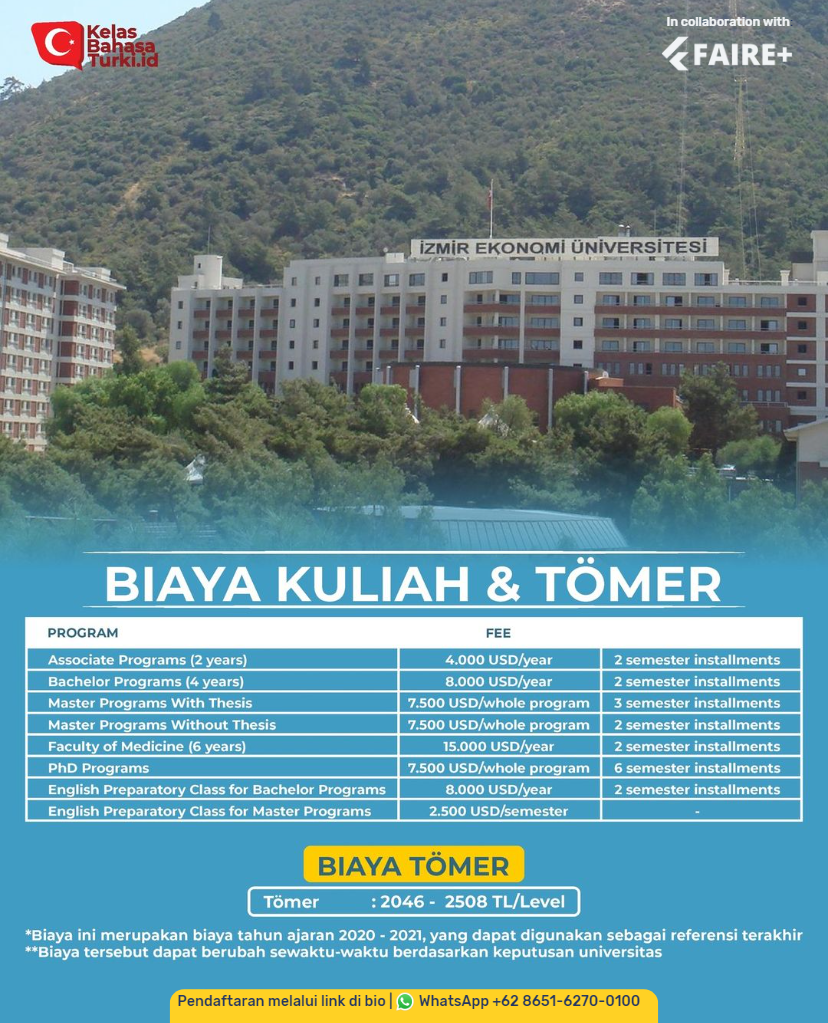 Kelas
Bahasa
Turki.id
In collaboration with
FAIRE+
İZMİR EKONOMİ ÜNİVERSİTESİ
BIAYA KULIAH & TÖMER
PROGRAM FEE
Associate Programs (2 years) 4.000 USD/year 2 semester installments
Bachelor Programs (4 years) 8.000 USD/year 2 semester installments
Master Programs With Thesis 7.500 USD/whole program 3 semester installments
Master Programs Without Thesis 7.500 USD/whole program 2 semester installments
Faculty of Medicine (6 years) 15.000 USD/year 2 semester installments
PhD Programs 7.500 USD/whole program 6 semester installments
English Preparatory Class for Bachelor Programs 8.000 USD/year 2 semester installments
English Preparatory Class for Master Programs 2.500 USD/semester -
BIAYA TÖMER
Tömer : 2046 - 2508 TL/Level
*Biaya ini merupakan biaya tahun ajaran 2020 - 2021, yang dapat digunakan sebagai referensi terakhir
**Biaya tersebut dapat berubah sewaktu-waktu berdasarkan keputusan universitas
Pendaftaran melalui link di bio | WhatsApp +62 8651-6270-0100